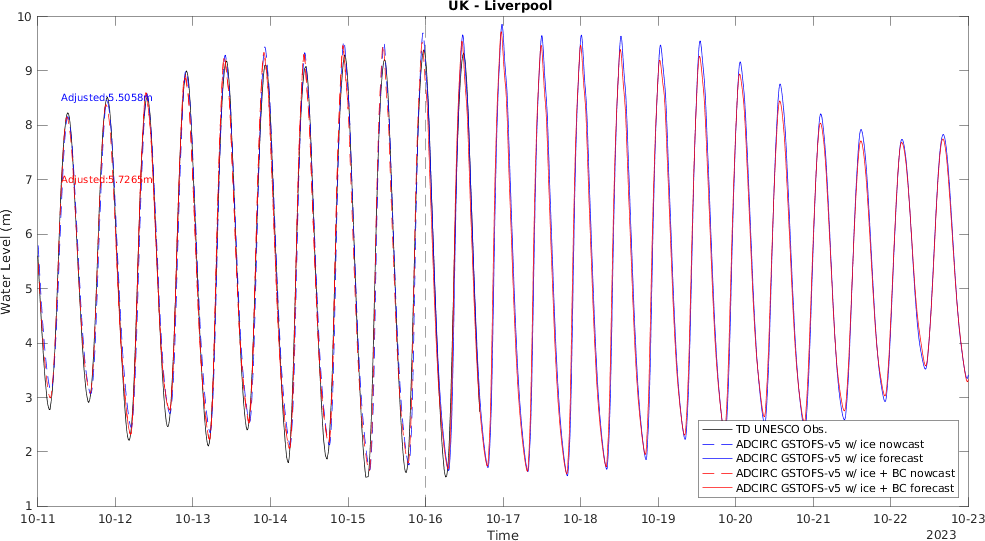 UK - Liverpool
10
9
8
7
6
5
4
3
2
1
Water Level (m)
Adjusted:5.5058m
Adjusted:5.7265m
TD UNESCO Obs.
ADCIRC GSTOFS-v5 w/ ice nowcast
ADCIRC GSTOFS-v5 w/ ice forecast
ADCIRC GSTOFS-v5 w/ ice + BC nowcast
ADCIRC GSTOFS-v5 w/ ice + BC forecast
10-11 10-12 10-13 10-14 10-15 10-16 10-17 10-18 10-19 10-20 10-21 10-22 10-23
Time
2023